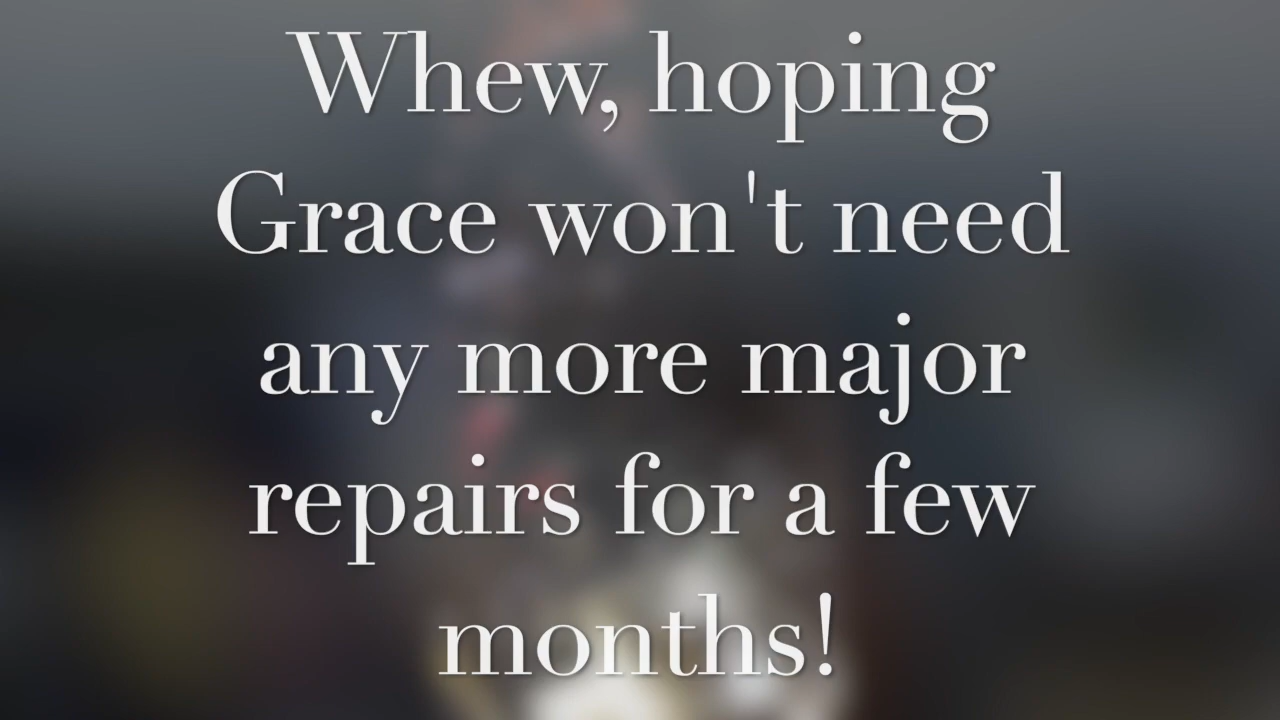 Whew, hoping
Grace won't need
any more major
repairs for a few
months!